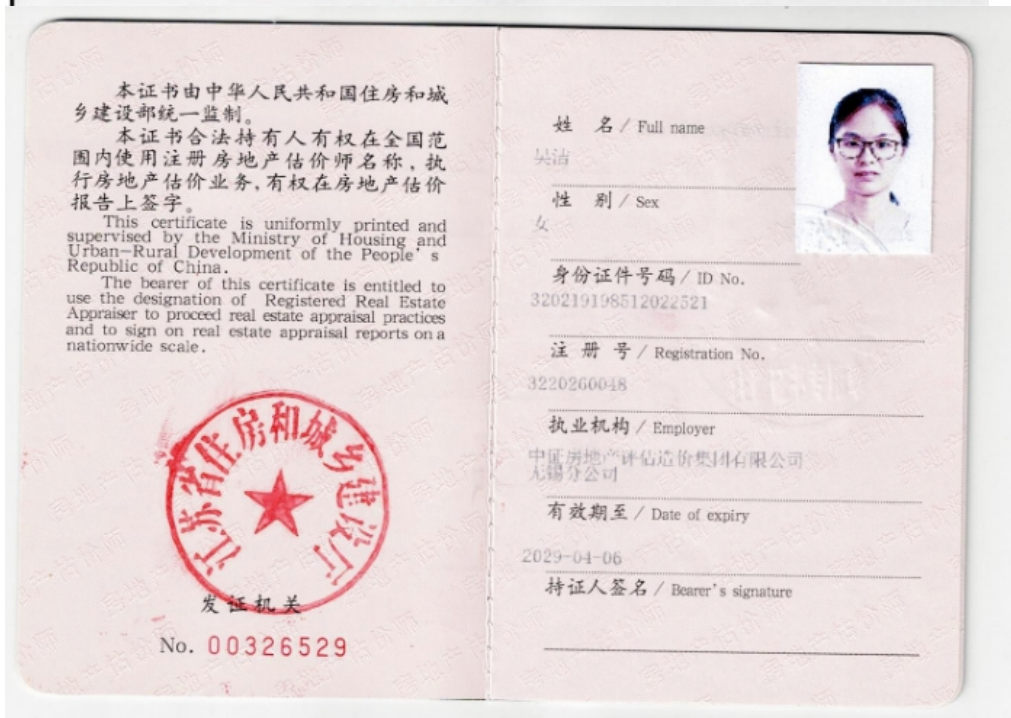 本证书由中华人民共和国住房和城
乡建设部统一监制。
本证书合法持有人有权在全国范
围内使用注册房地产估价师名称，执
行房地产估价业务，有权在房地产估价
报告上签字。
This certificate is uniformly printed and
supervised by the Ministry of Housing and
Urban-Rural Development of the People's
Republic of China.
The bearer of this certificate is entitled to
use the designation of Registered Real Estate
Appraiser to proceed real estate appraisal practices
and to sign on real estate appraisal reports on a
nationwide scale.
江苏省住房和城乡建设厅
发证机关
No. 00326529
姓 名 / Full name
吴洁
性 别 / Sex
女
身份证件号码 / ID No.
320219198512022521
注 册 号 / Registration No.
3220260048
执业机构 / Employer
中证房地产评估造价集团有限公司
无锡分公司
有效期至 / Date of expiry
2029-04-06
持证人签名 / Bearer's signature